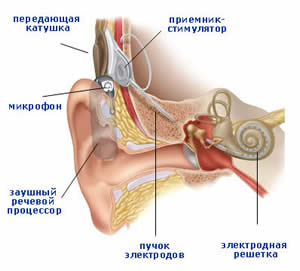 передающая
катушка
приемник-
стимулятор
микрофон
заушный
речевой
процессор
пучок
электродов
электродная
решетка